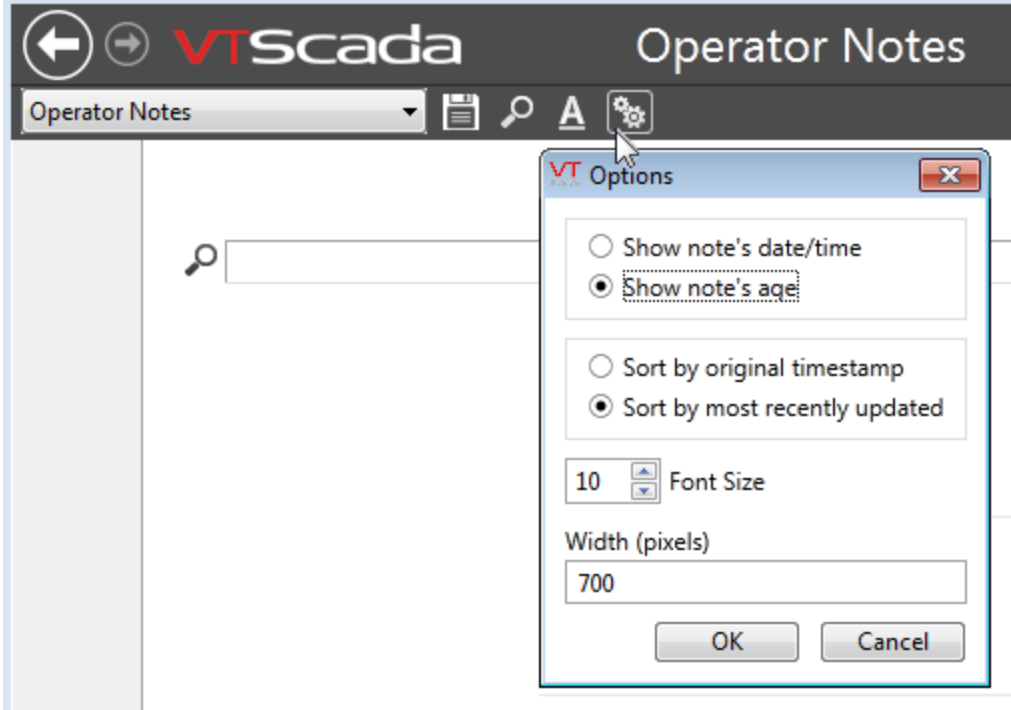 VTScada
Operator Notes
Operator Notes
A
VT Options
Show note's date/time
Show note's age
Sort by original timestamp
Sort by most recently updated
10 Font Size
Width (pixels)
700
OK Cancel